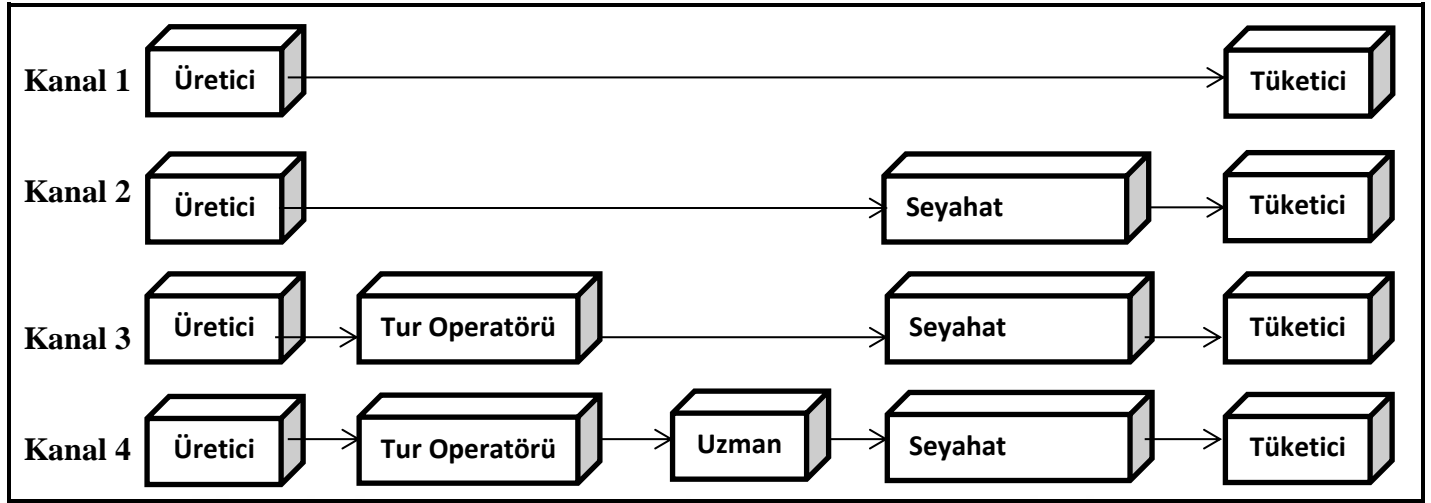 Kanal 1 Üretici Tüketici
Kanal 2 Üretici Seyahat Tüketici
Kanal 3 Üretici Tur Operatörü Seyahat Tüketici
Kanal 4 Üretici Tur Operatörü Uzman Seyahat Tüketici